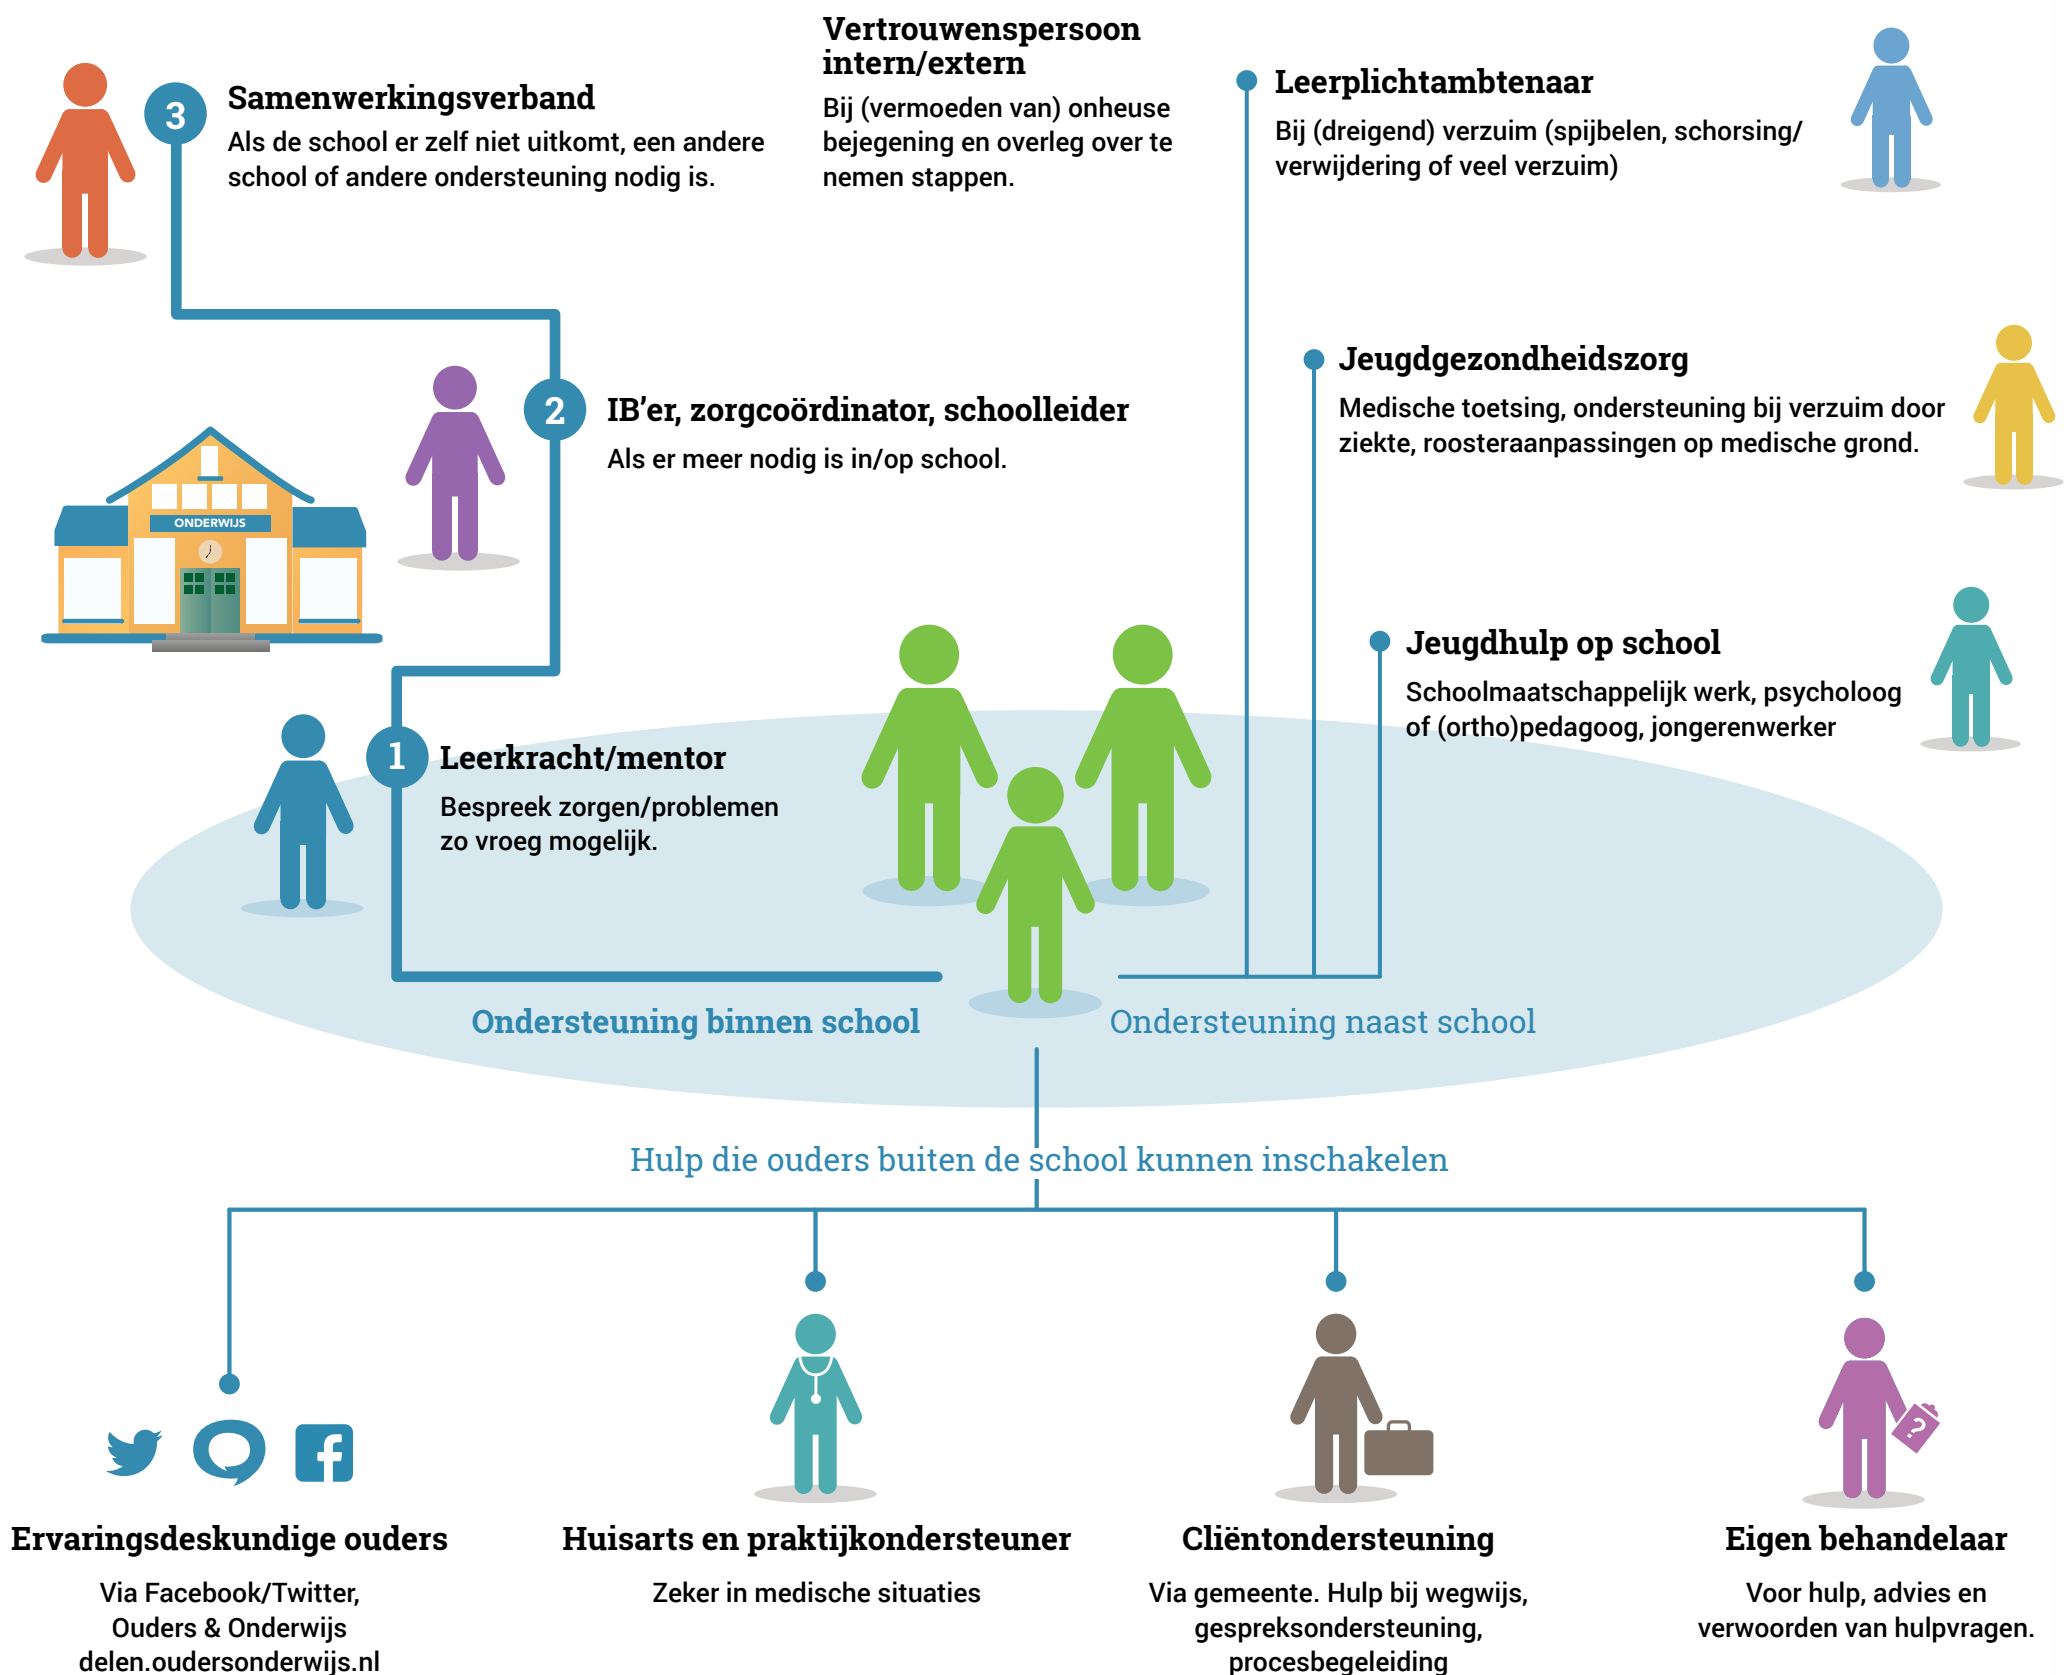 3
Samenwerkingsverband
Als de school er zelf niet uitkomt, een andere
school of andere ondersteuning nodig is.
Vertrouwenspersoon
intern/extern
Bij (vermoeden van) onheuse
bejegening en overleg over te
nemen stappen.
Leerplichtambtenaar
Bij (dreigend) verzuim (spijbelen, schorsing/
verwijdering of veel verzuim)
2
IB’er, zorgcoördinator, schoolleider
Als er meer nodig is in/op school.
Jeugdgezondheidszorg
Medische toetsing, ondersteuning bij verzuim door
ziekte, roosteraanpassingen op medische grond.
ONDERWIJS
Jeugdhulp op school
Schoolmaatschappelijk werk, psycholoog
of (ortho)pedagoog, jongerenwerker
1
Leerkracht/mentor
Bespreek zorgen/problemen
zo vroeg mogelijk.
Ondersteuning binnen school
Ondersteuning naast school
Hulp die ouders buiten de school kunnen inschakelen
?
Ervaringsdeskundige ouders
Via Facebook/Twitter,
Ouders & Onderwijs
delen.oudersonderwijs.nl
Huisarts en praktijkondersteuner
Zeker in medische situaties
Cliëntondersteuning
Via gemeente. Hulp bij wegwijs,
gespreksondersteuning,
procesbegeleiding
Eigen behandelaar
Voor hulp, advies en
verwoorden van hulpvragen.